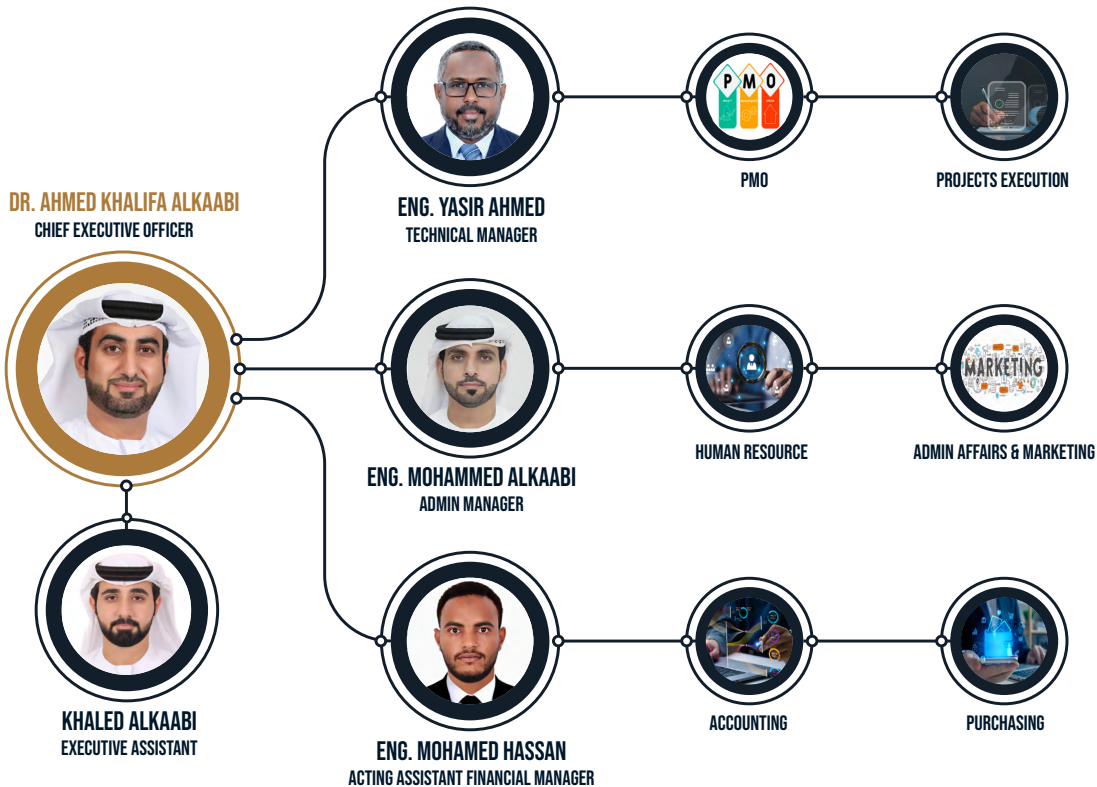 DR. AHMED KHALIFA ALKAABI
CHIEF EXECUTIVE OFFICER
KHALED ALKAABI
EXECUTIVE ASSISTANT
ENG. YASIR AHMED
TECHNICAL MANAGER
PMO
PMO
PROJECTS EXECUTION
ENG. MOHAMMED ALKAABI
ADMIN MANAGER
HUMAN RESOURCE
MARKETING
ADMIN AFFAIRS & MARKETING
ENG. MOHAMED HASSAN
ACTING ASSISTANT FINANCIAL MANAGER
ACCOUNTING
PURCHASING